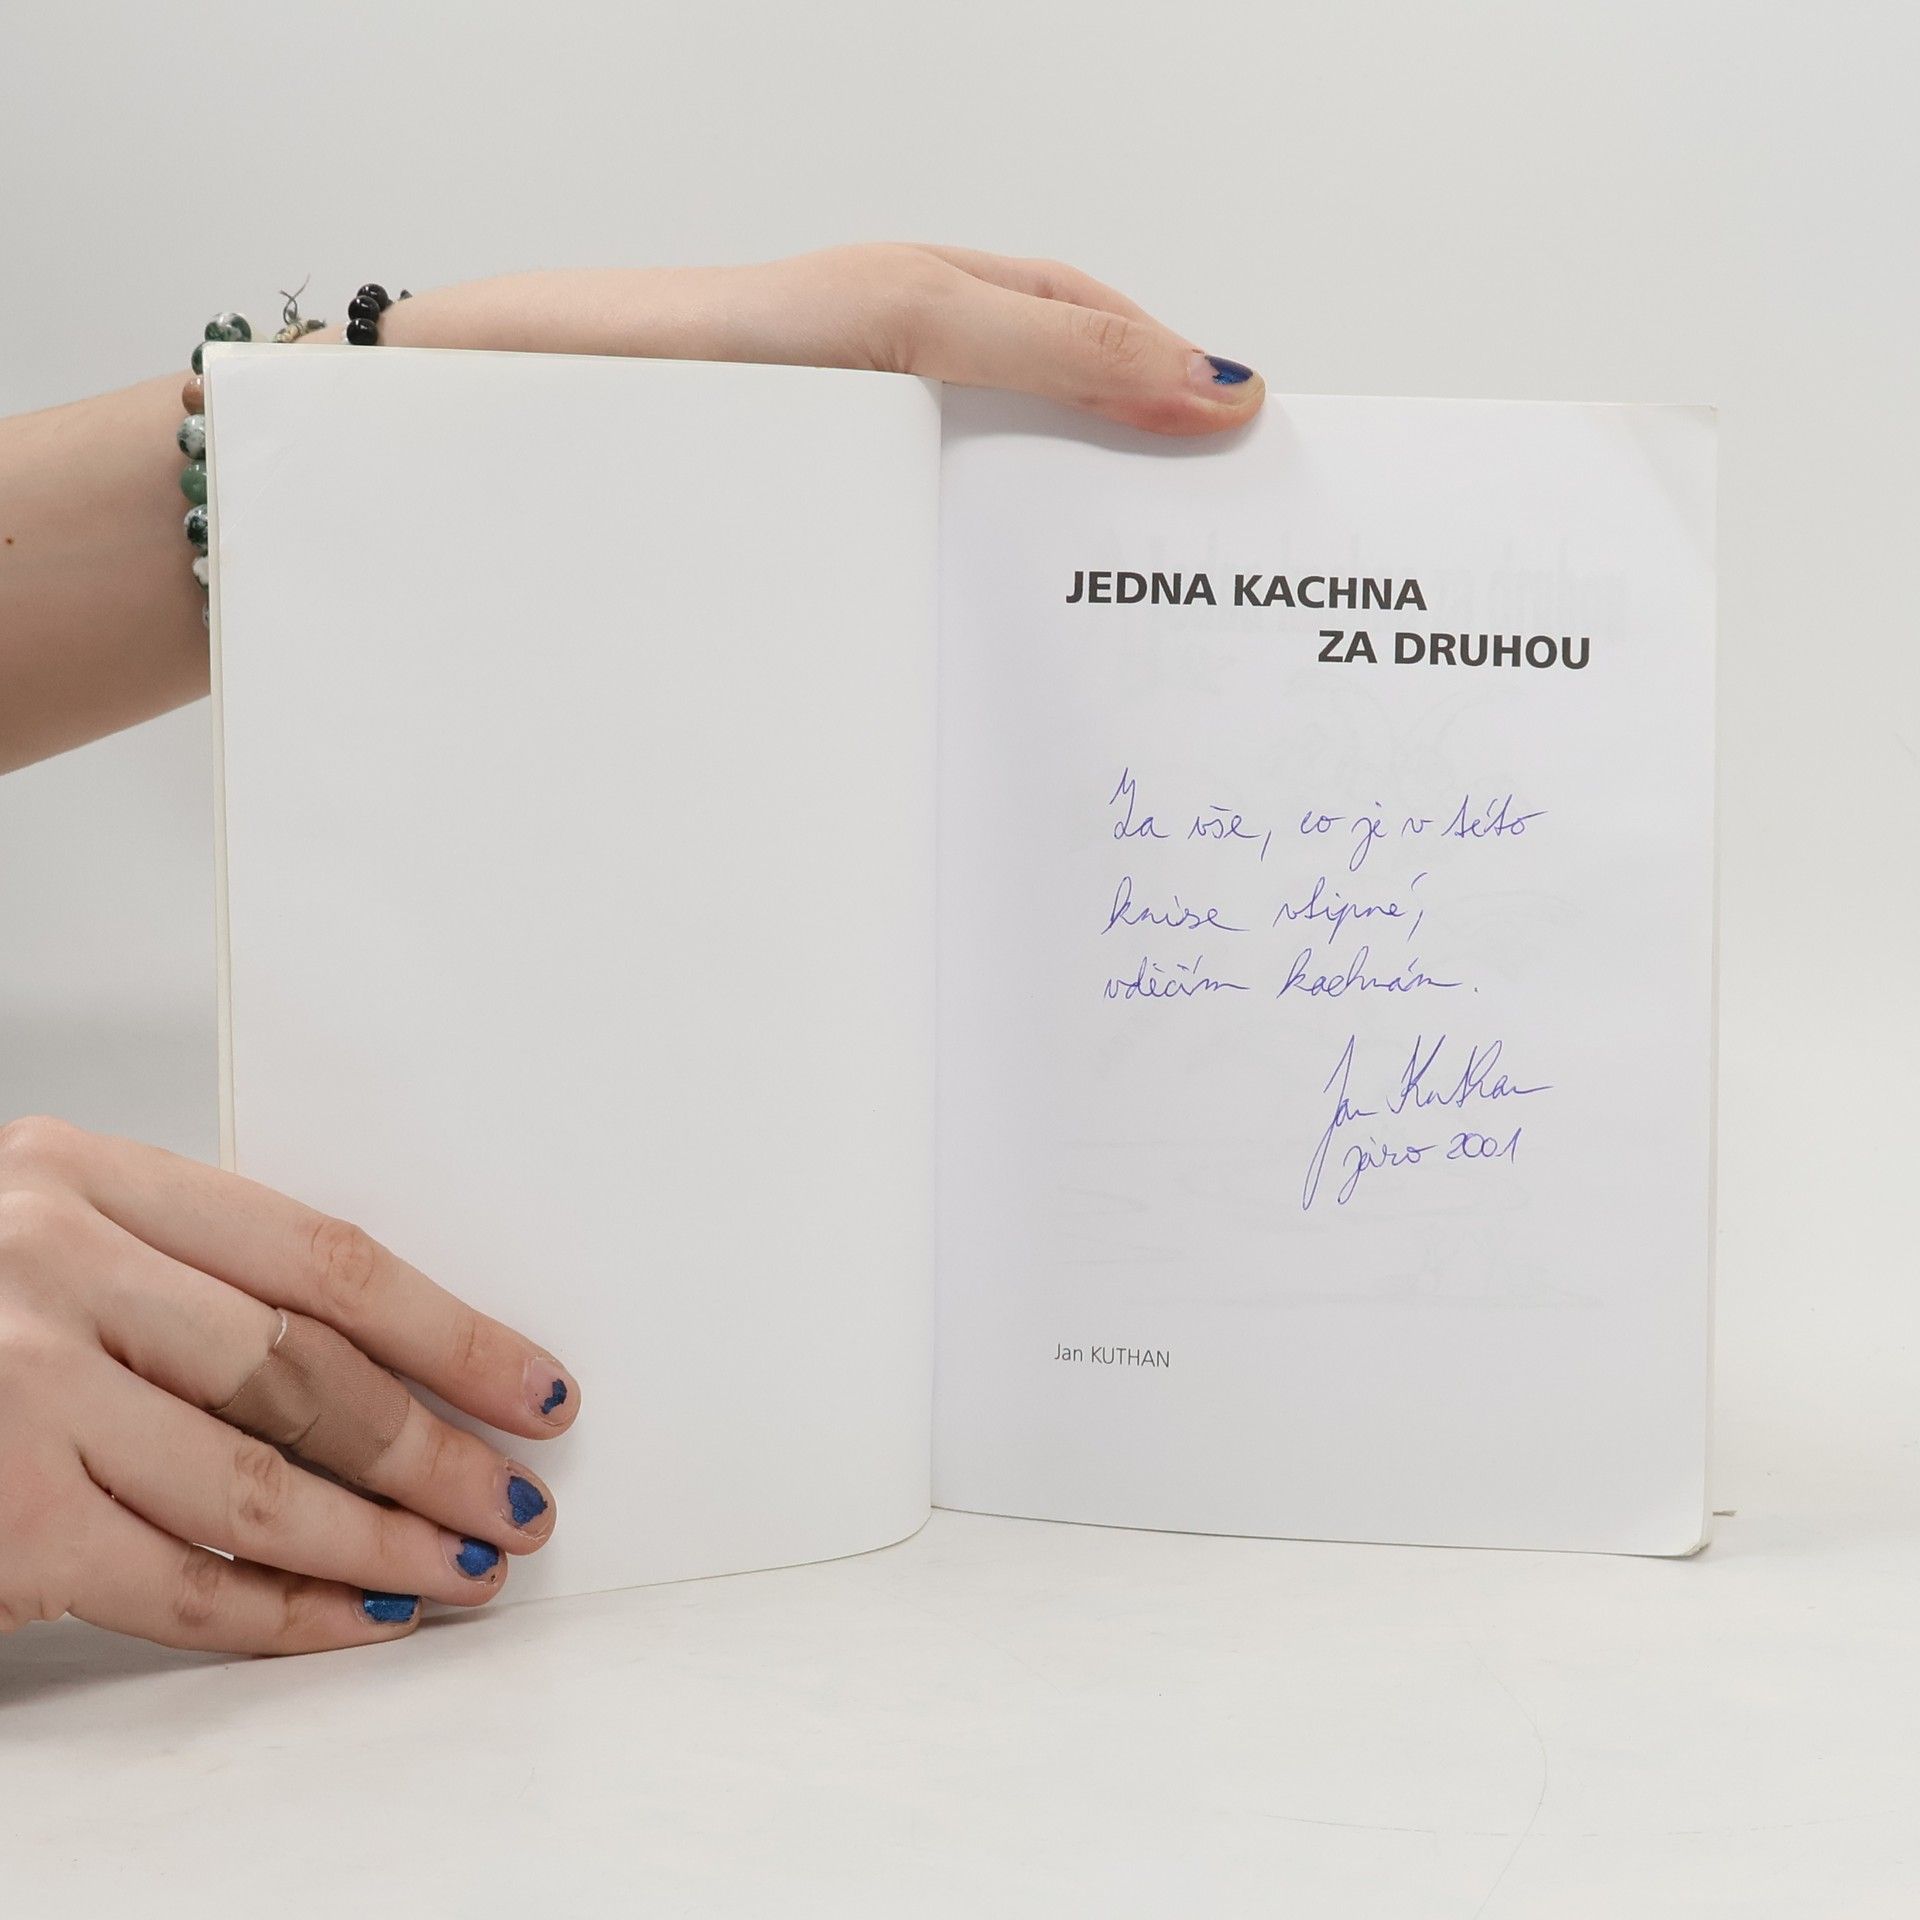 JEDNA KACHNA
ZA DRUHOU
Za vše, co je v této
knize vtipné,
vděčím kachnám.
Jan Kuthan
jaro 2001
Jan KUTHAN